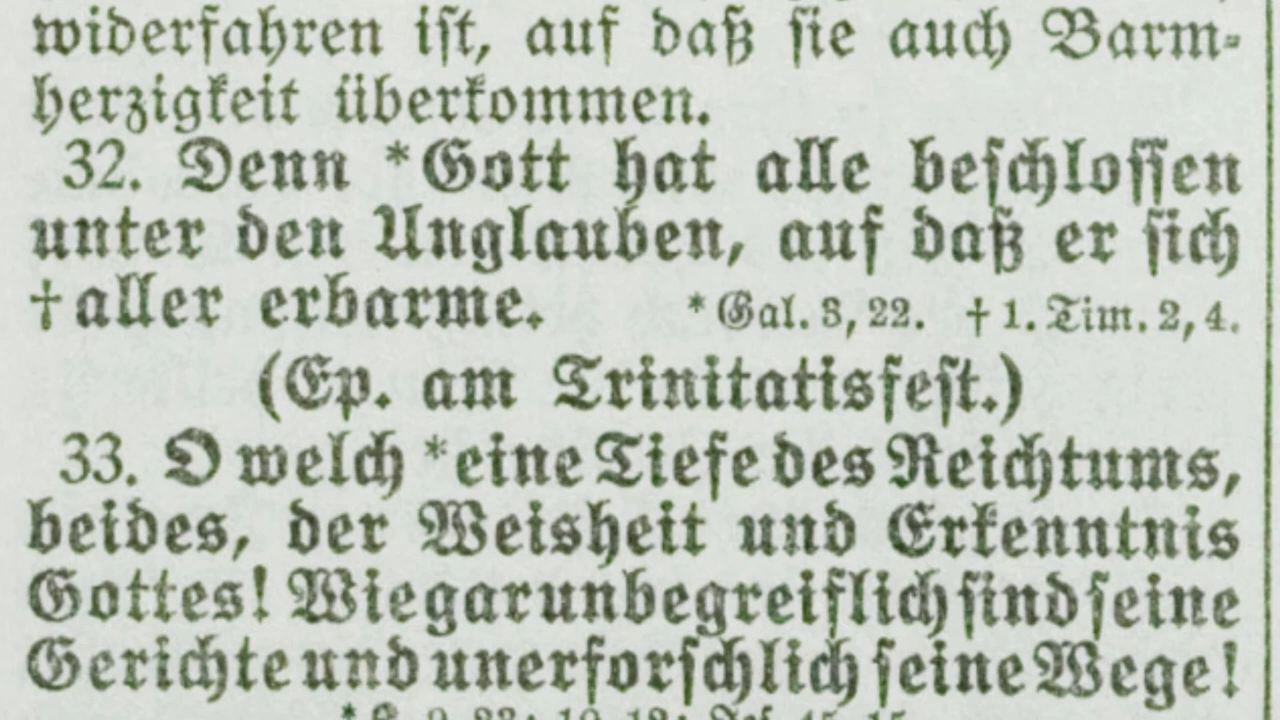 widerfahren ist, auf daß sie auch Barm-
herzigkeit überkommen.
32. Denn *Gott hat alle beschlossen
unter den Unglauben, auf daß er sich
†aller erbarme. *Gal. 3, 22. †1. Tim. 2, 4.
(Ep. am Trinitatisfest.)
33. O welch *eine Tiefe des Reichtums,
beides, der Weisheit und Erkenntnis
Gottes! Wie gar unbegreiflich sind seine
Gerichte und unerforschlich seine Wege!